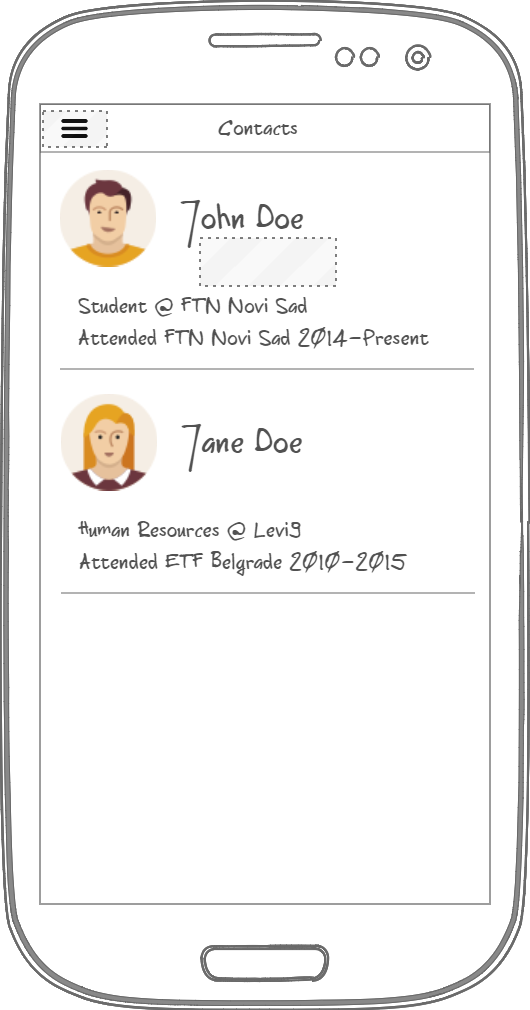 Contacts
John Doe
Student @ FTN Novi Sad
Attended FTN Novi Sad 2014-Present
Jane Doe
Human Resources @ Levi9
Attended ETF Belgrade 2010-2015